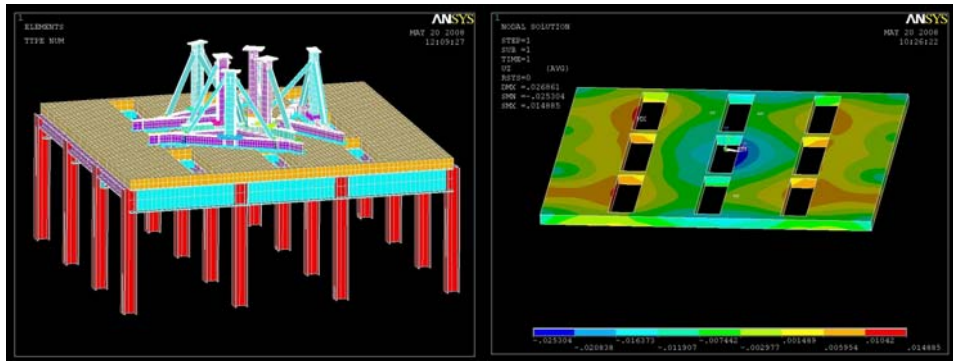 1
ELEMENTS
TYPE NUM
ANSYS
MAY 20 2008
12:09:27
1
NODAL SOLUTION
STEP=1
SUB =1
TIME=1
UZ (AVG)
RSYS=0
DMX =.026861
SMN =-.025304
SMX =.014885
ANSYS
MAY 20 2008
10:26:22
MX
-.025304 -.016373 -.007442 .001489 .01042
-.020838 -.011907 -.002977 .005954 .014885